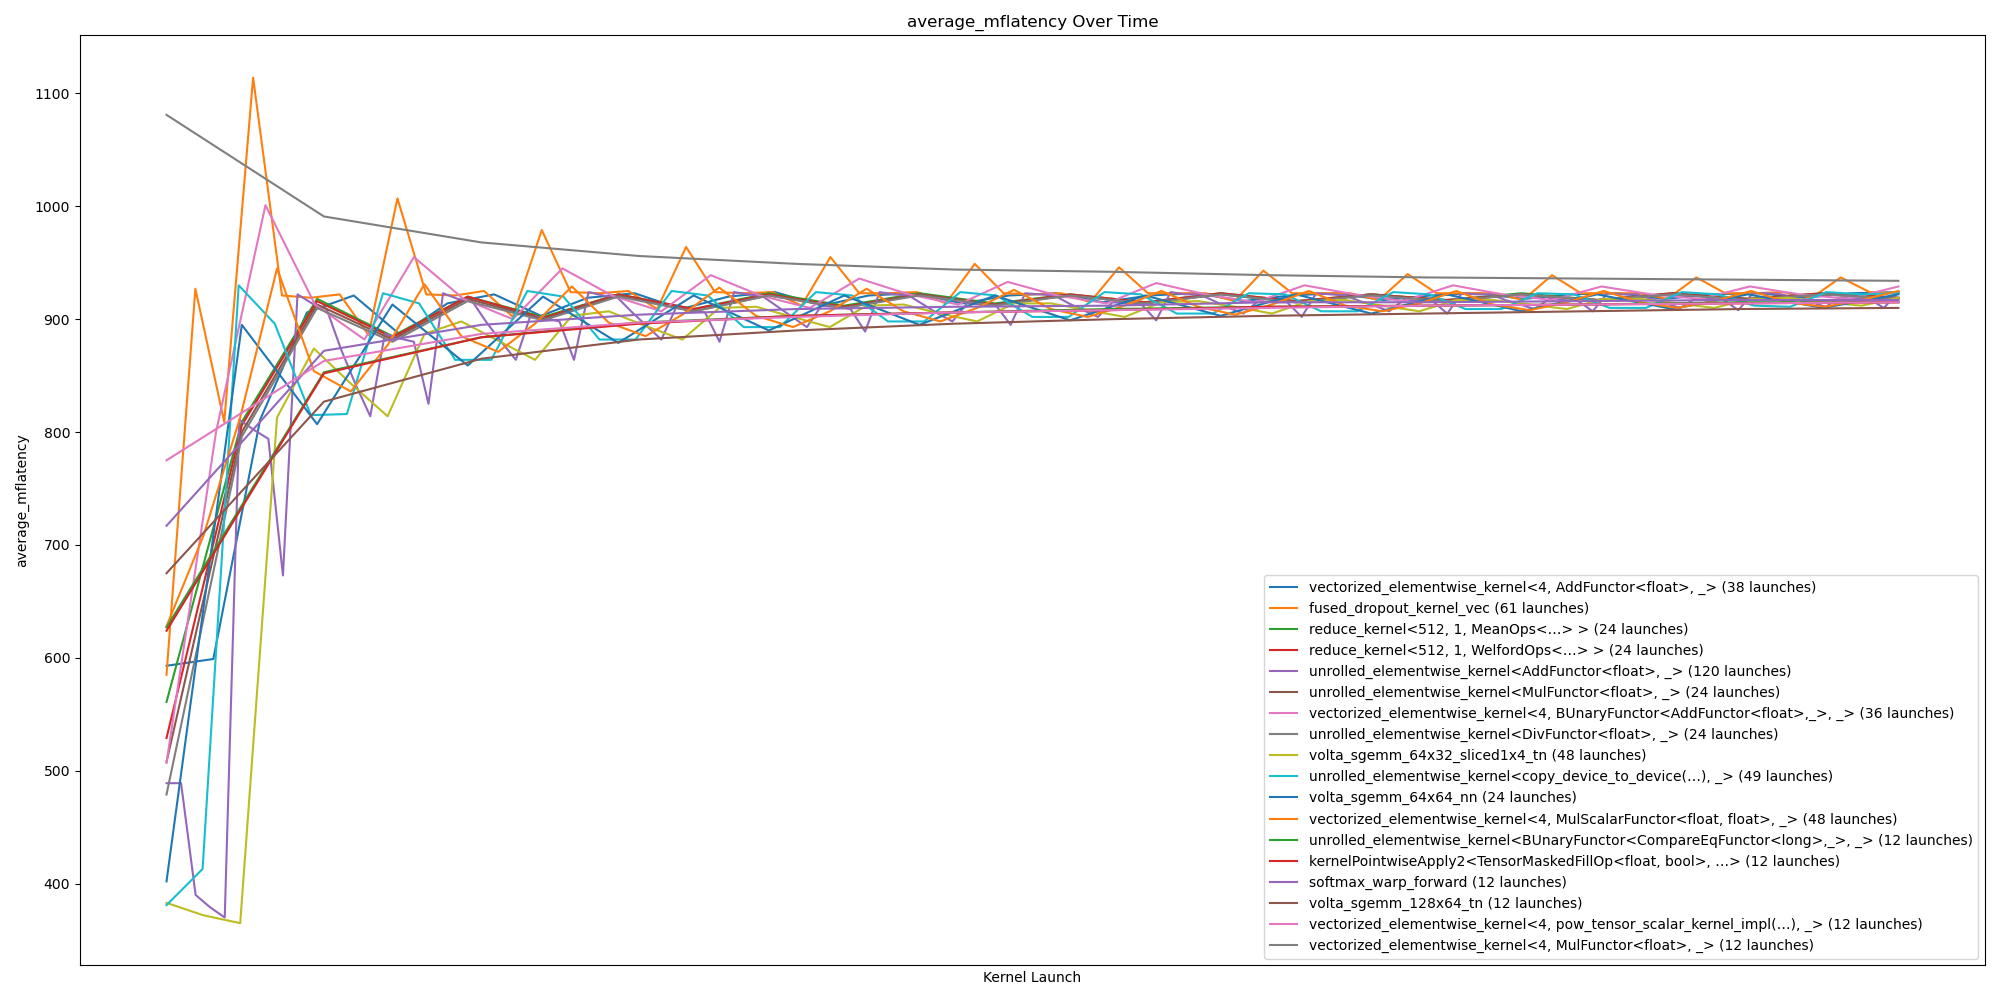 average_mflatency Over Time
average_mflatency
1100
1000
900
800
700
600
500
400
Kernel Launch
vectorized_elementwise_kernel<4, AddFunctor<float>, _> (38 launches)
fused_dropout_kernel_vec (61 launches)
reduce_kernel<512, 1, MeanOps<...> > (24 launches)
reduce_kernel<512, 1, WelfordOps<...> > (24 launches)
unrolled_elementwise_kernel<AddFunctor<float>, _> (120 launches)
unrolled_elementwise_kernel<MulFunctor<float>, _> (24 launches)
vectorized_elementwise_kernel<4, BUnaryFunctor<AddFunctor<float>,_>, _> (36 launches)
unrolled_elementwise_kernel<DivFunctor<float>, _> (24 launches)
volta_sgemm_64x32_sliced1x4_tn (48 launches)
unrolled_elementwise_kernel<copy_device_to_device(...), _> (49 launches)
volta_sgemm_64x64_nn (24 launches)
vectorized_elementwise_kernel<4, MulScalarFunctor<float, float>, _> (48 launches)
unrolled_elementwise_kernel<BUnaryFunctor<CompareEqFunctor<long>,_>, _> (12 launches)
kernelPointwiseApply2<TensorMaskedFillOp<float, bool>, ...> (12 launches)
softmax_warp_forward (12 launches)
volta_sgemm_128x64_tn (12 launches)
vectorized_elementwise_kernel<4, pow_tensor_scalar_kernel_impl(...), _> (12 launches)
vectorized_elementwise_kernel<4, MulFunctor<float>, _> (12 launches)